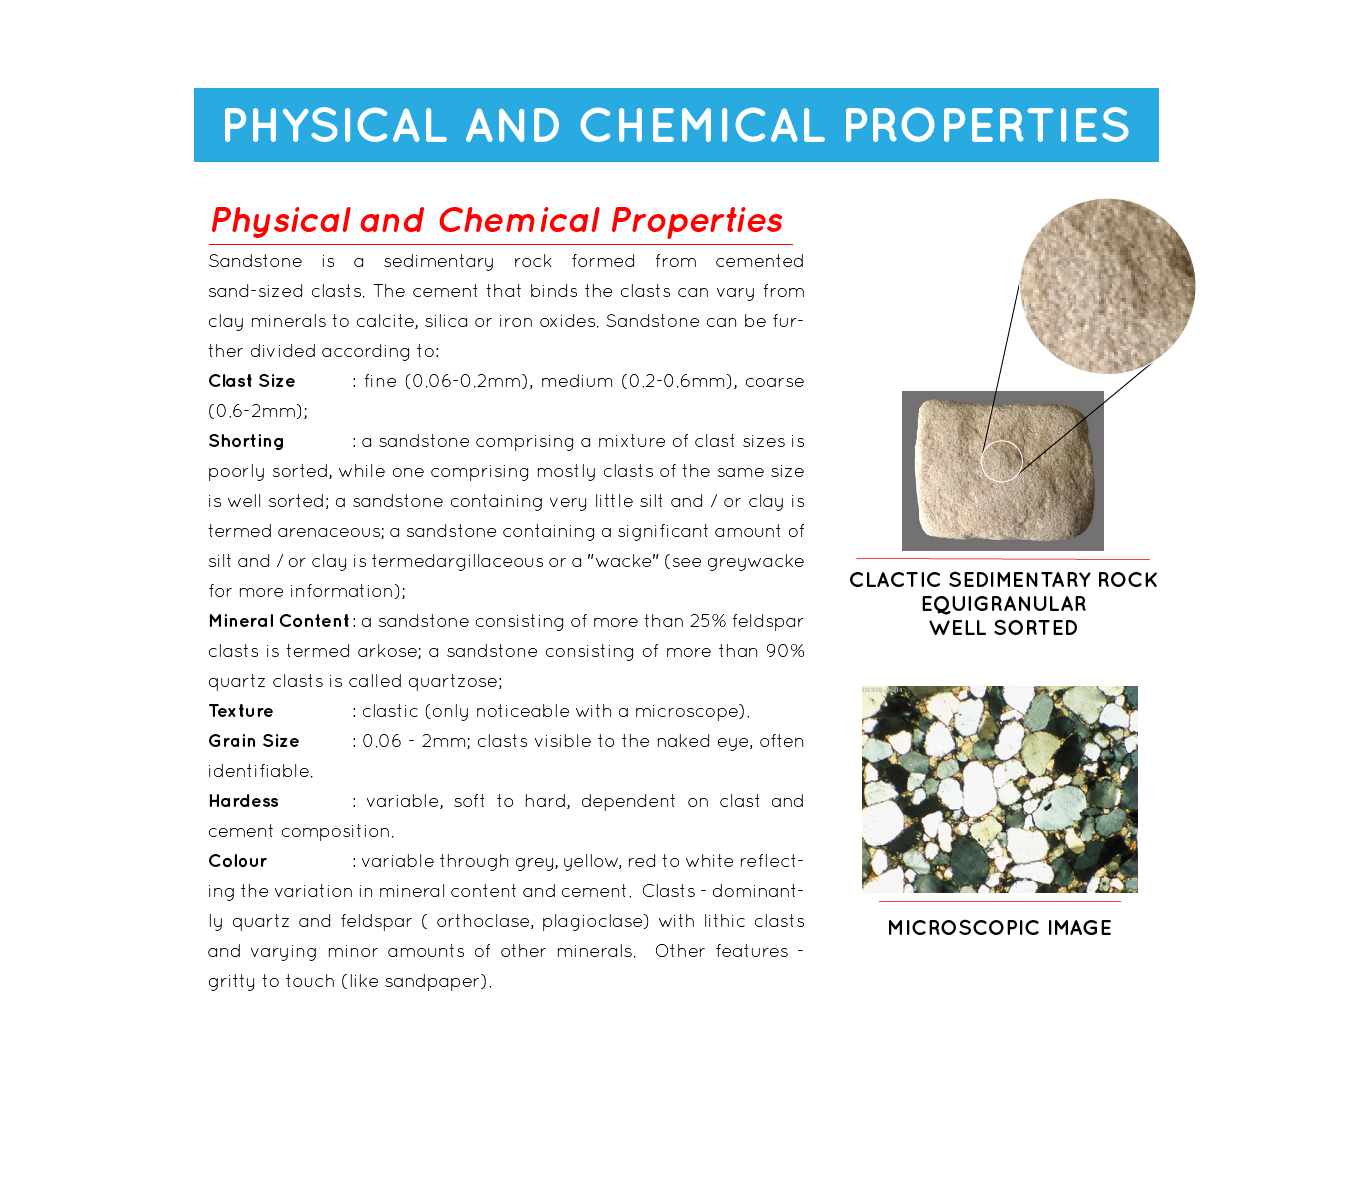 PHYSICAL AND CHEMICAL PROPERTIES
Physical and Chemical Properties
Sandstone is a sedimentary rock formed from cemented
sand-sized clasts. The cement that binds the clasts can vary from
clay minerals to calcite, silica or iron oxides. Sandstone can be fur-
ther divided according to:
Clast Size : fine (0.06-0.2mm), medium (0.2-0.6mm), coarse
(0.6-2mm);
Shorting : a sandstone comprising a mixture of clast sizes is
poorly sorted, while one comprising mostly clasts of the same size
is well sorted; a sandstone containing very little silt and / or clay is
termed arenaceous; a sandstone containing a significant amount of
silt and / or clay is termedargillaceous or a "wacke" (see greywacke
for more information);
Mineral Content : a sandstone consisting of more than 25% feldspar
clasts is termed arkose; a sandstone consisting of more than 90%
quartz clasts is called quartzose;
Texture : clastic (only noticeable with a microscope).
Grain Size : 0.06 - 2mm; clasts visible to the naked eye, often
identifiable.
Hardess : variable, soft to hard, dependent on clast and
cement composition.
Colour : variable through grey, yellow, red to white reflect-
ing the variation in mineral content and cement. Clasts - dominant-
ly quartz and feldspar ( orthoclase, plagioclase) with lithic clasts
and varying minor amounts of other minerals. Other features -
gritty to touch (like sandpaper).
CLACTIC SEDIMENTARY ROCK
EQUIGRANULAR
WELL SORTED
MICROSCOPIC IMAGE